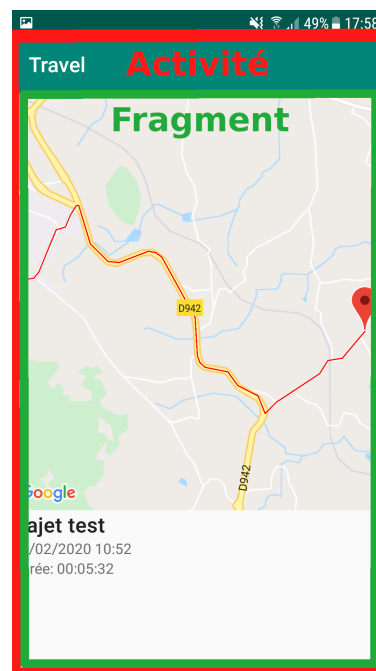 49% 17:58
Travel Activité
Fragment
D942
D942
Google
ajet test
/02/2020 10:52
rée: 00:05:32